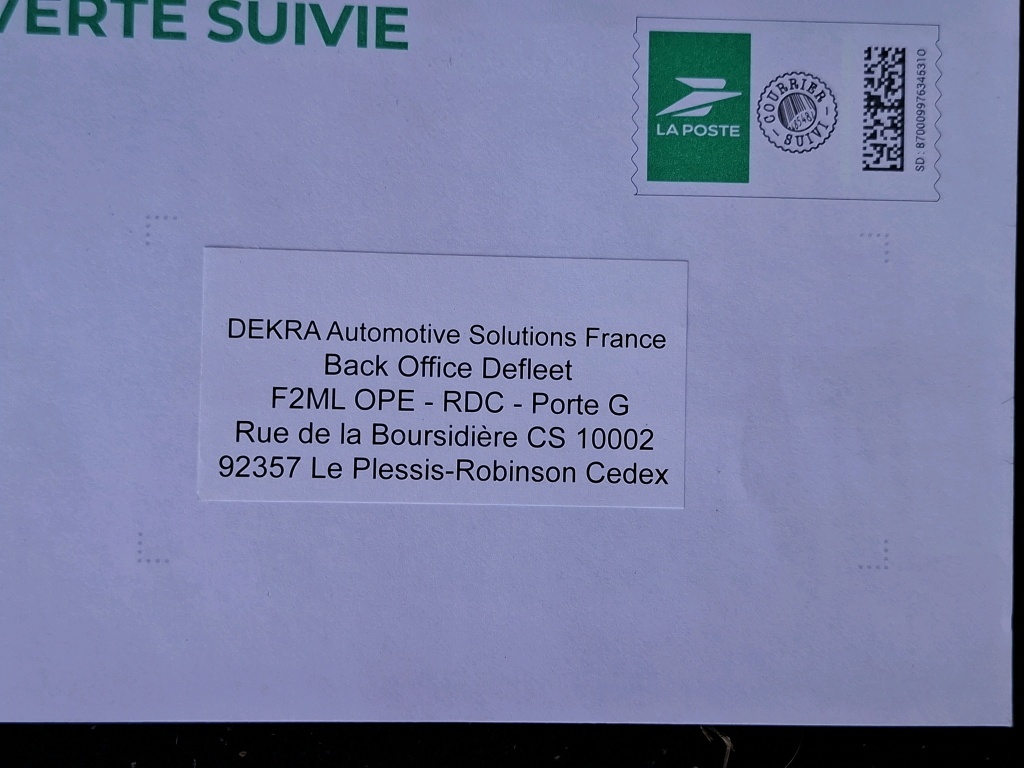 VERTE SUIVIE
LA POSTE
COURRIER
SUIVI
SD : 87000997634631O
DEKRA Automotive Solutions France
Back Office Defleet
F2ML OPE - RDC - Porte G
Rue de la Boursidière CS 10002
92357 Le Plessis-Robinson Cedex